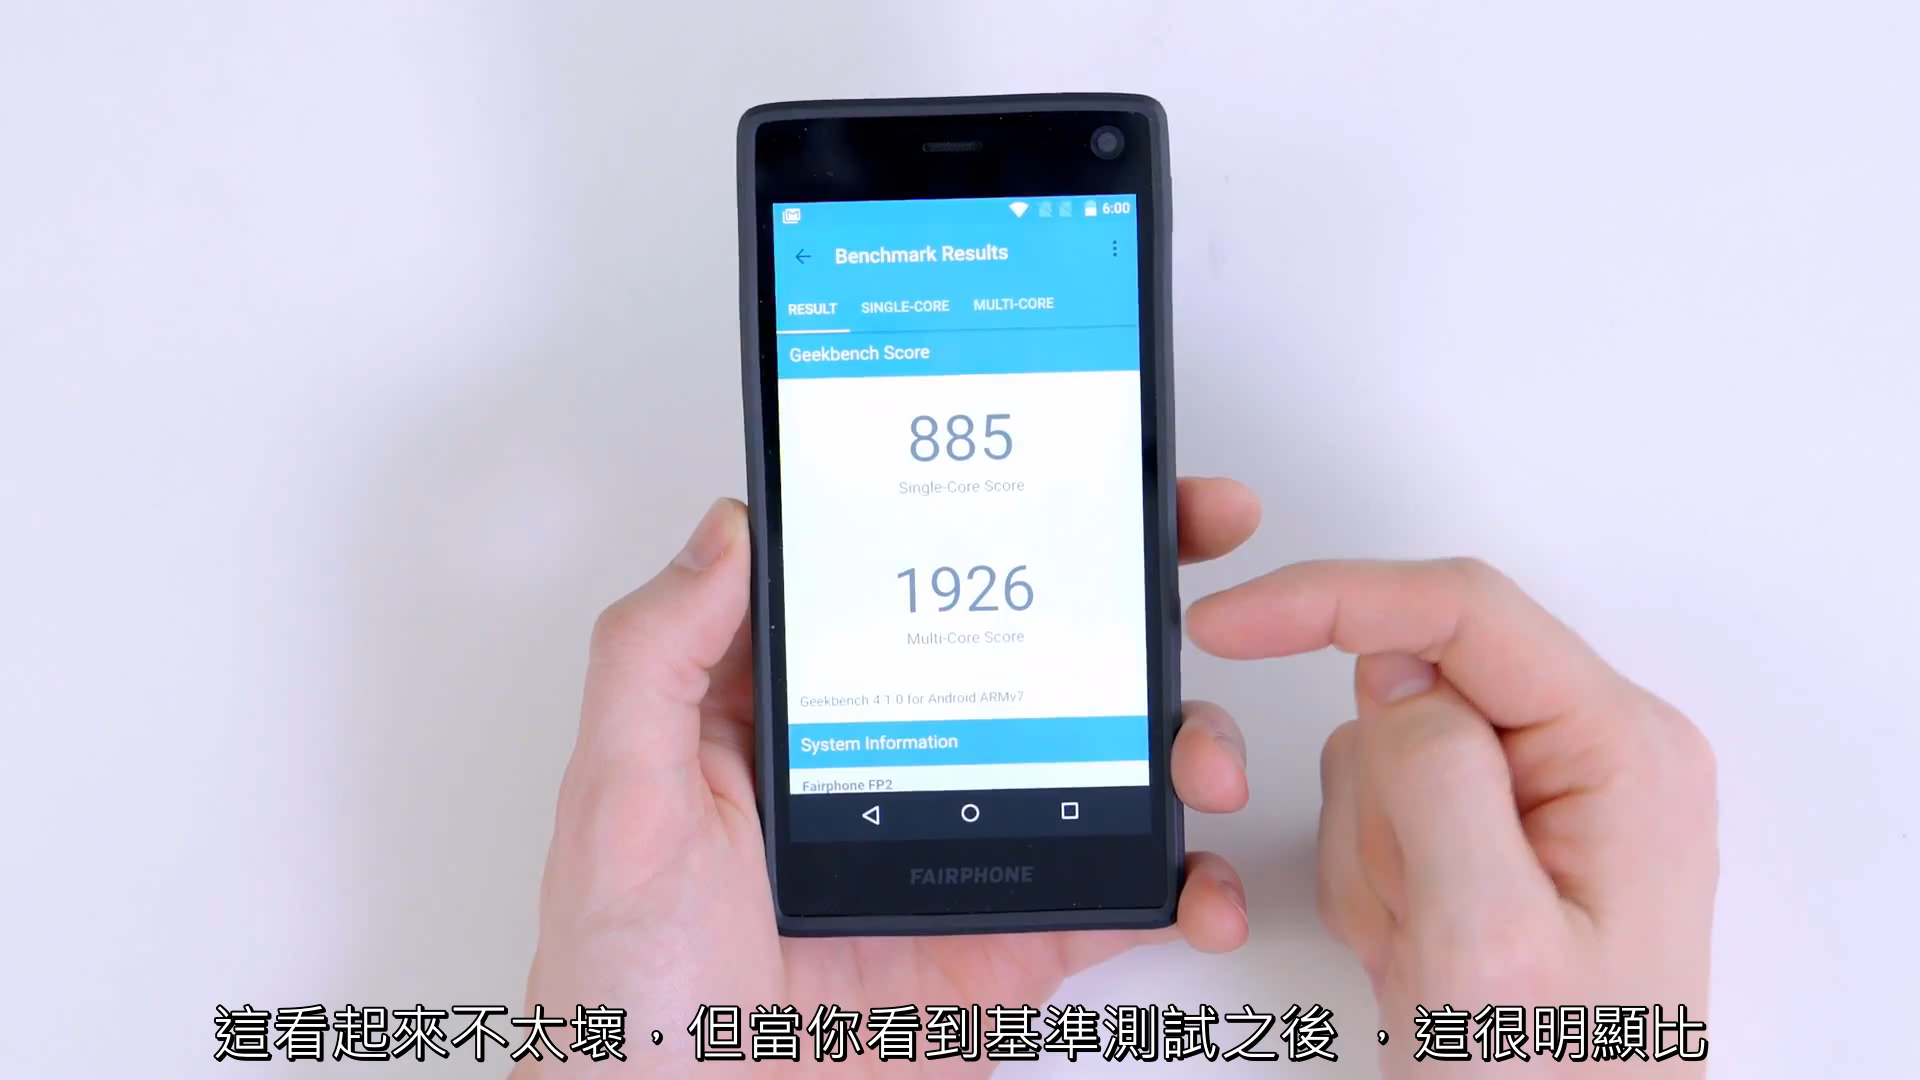 6:00
Benchmark Results
RESULT SINGLE-CORE MULTI-CORE
Geekbench Score
885
Single-Core Score
1926
Multi-Core Score
Geekbench 4.1.0 for Android ARMv7
System Information
Fairphone FP2
FAIRPHONE
這看起來不太壞，但當你看到基準測試之後，這很明顯比